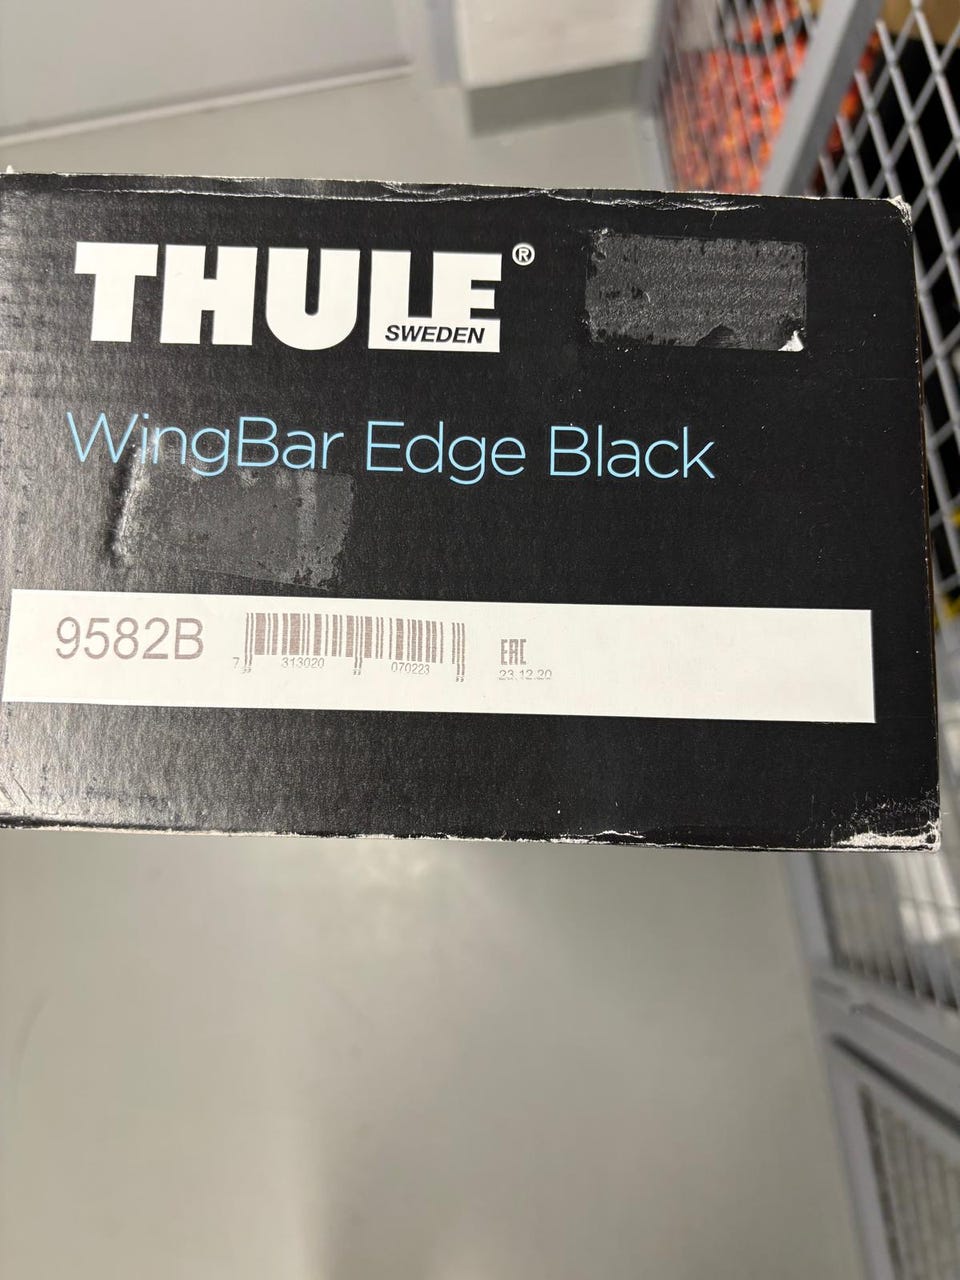 THULE®
SWEDEN
WingBar Edge Black
9582B
7 313020 070223
EAC
23.12.20